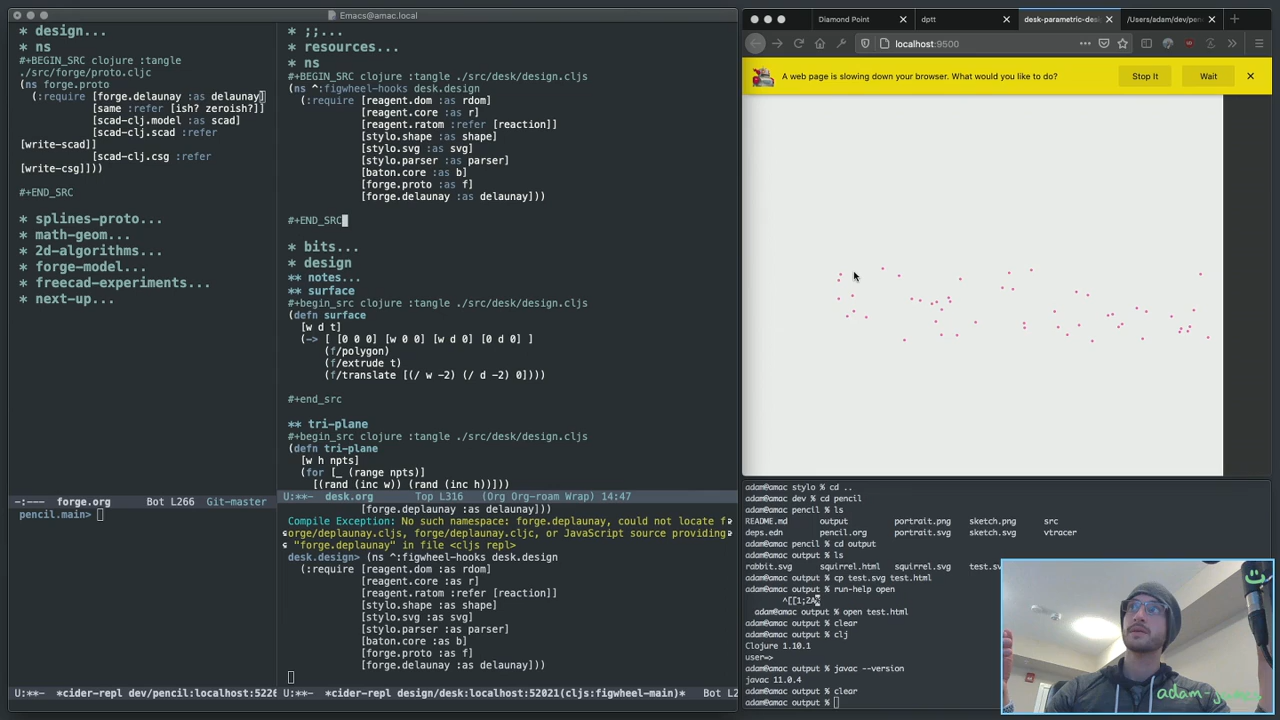 Emacs@amac.local
* design...
* ns
#+BEGIN_SRC clojure :tangle
./src/forge/proto.cljc
(ns forge.proto
(:require [forge.delaunay :as delaunay]
[same :refer [ish? zeroish?]]
[scad-clj.model :as scad]
[scad-clj.scad :refer
[write-scad]]
[scad-clj.csg :refer
[write-csg]]))
#+END_SRC
* splines-proto...
* math-geom...
* 2d-algorithms...
* forge-model...
* freecad-experiments...
* next-up...
-:--- forge.org Bot L266 Git-master
pencil.main>
U:**- *cider-repl dev/pencil:localhost:5226
* ;;...
* resources...
* ns
#+BEGIN_SRC clojure :tangle ./src/desk/design.cljs
(ns ^:figwheel-hooks desk.design
(:require [reagent.dom :as rdom]
[reagent.core :as r]
[reagent.ratom :refer [reaction]]
[stylo.shape :as shape]
[stylo.svg :as svg]
[stylo.parser :as parser]
[baton.core :as b]
[forge.proto :as f]
[forge.delaunay :as delaunay]))
#+END_SRC
* bits...
* design
** notes...
** surface
#+begin_src clojure :tangle ./src/desk/design.cljs
(defn surface
[w d t]
(-> [ [0 0 0] [w 0 0] [w d 0] [0 d 0] ]
(f/polygon)
(f/extrude t)
(f/translate [(/ w -2) (/ d -2) 0])))
#+end_src
** tri-plane
#+begin_src clojure :tangle ./src/desk/design.cljs
(defn tri-plane
[w h npts]
(for [_ (range npts)]
[(rand (inc w)) (rand (inc h))]))
U:**- desk.org Top L316 (Org Org-roam Wrap) 14:47
[forge.deplaunay :as delaunay]))
Compile Exception: No such namespace: forge.deplaunay, could not locate f
orge/deplaunay.cljs, forge/deplaunay.cljc, or JavaScript source providing
"forge.deplaunay" in file <cljs repl>
desk.design> (ns ^:figwheel-hooks desk.design
(:require [reagent.dom :as rdom]
[reagent.core :as r]
[reagent.ratom :refer [reaction]]
[stylo.shape :as shape]
[stylo.svg :as svg]
[stylo.parser :as parser]
[baton.core :as b]
[forge.proto :as f]
[forge.delaunay :as delaunay]))
U:**- *cider-repl design/desk:localhost:52021(cljs:figwheel-main)* Bot L2
Diamond Point dptt desk-parametric-des /Users/adam/dev/penc
localhost:9500
A web page is slowing down your browser. What would you like to do? Stop It Wait
adam@amac stylo % cd ..
adam@amac dev % cd pencil
adam@amac pencil % ls
README.md output portrait.png sketch.png src
deps.edn pencil.org portrait.svg sketch.svg vtracer
adam@amac pencil % cd output
adam@amac output % ls
rabbit.svg squirrel.html squirrel.svg test.sv
adam@amac output % cp test.svg test.html
adam@amac output % run-help open
^[[1;2A
adam@amac output % open test.html
adam@amac output % clear
adam@amac output % clj
Clojure 1.10.1
user=>
adam@amac output % javac --version
javac 11.0.4
adam@amac output % clear
adam@amac output %
adam-james